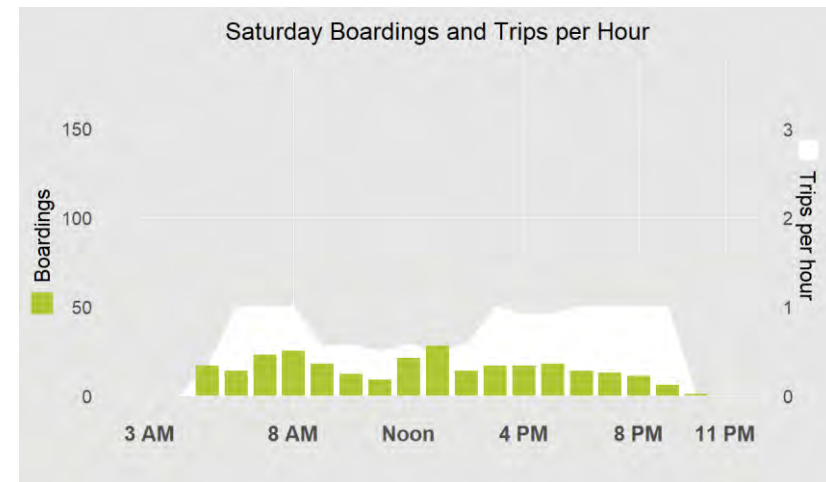 Saturday Boardings and Trips per Hour
Boardings
150
100
50
0
3
2
1
0
Trips per hour
3 AM 8 AM Noon 4 PM 8 PM 11 PM